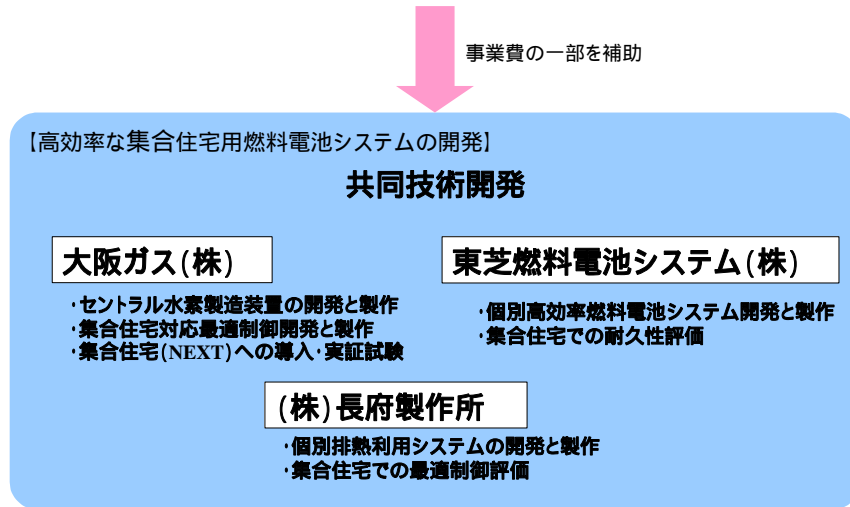 事業費の一部を補助
【高効率な集合住宅用燃料電池システムの開発】
共同技術開発
大阪ガス(株)
・セントラル水素製造装置の開発と製作
・集合住宅対応最適制御開発と製作
・集合住宅(NEXT)への導入・実証試験
東芝燃料電池システム(株)
・個別高効率燃料電池システム開発と製作
・集合住宅での耐久性評価
(株)長府製作所
・個別排熱利用システムの開発と製作
・集合住宅での最適制御評価